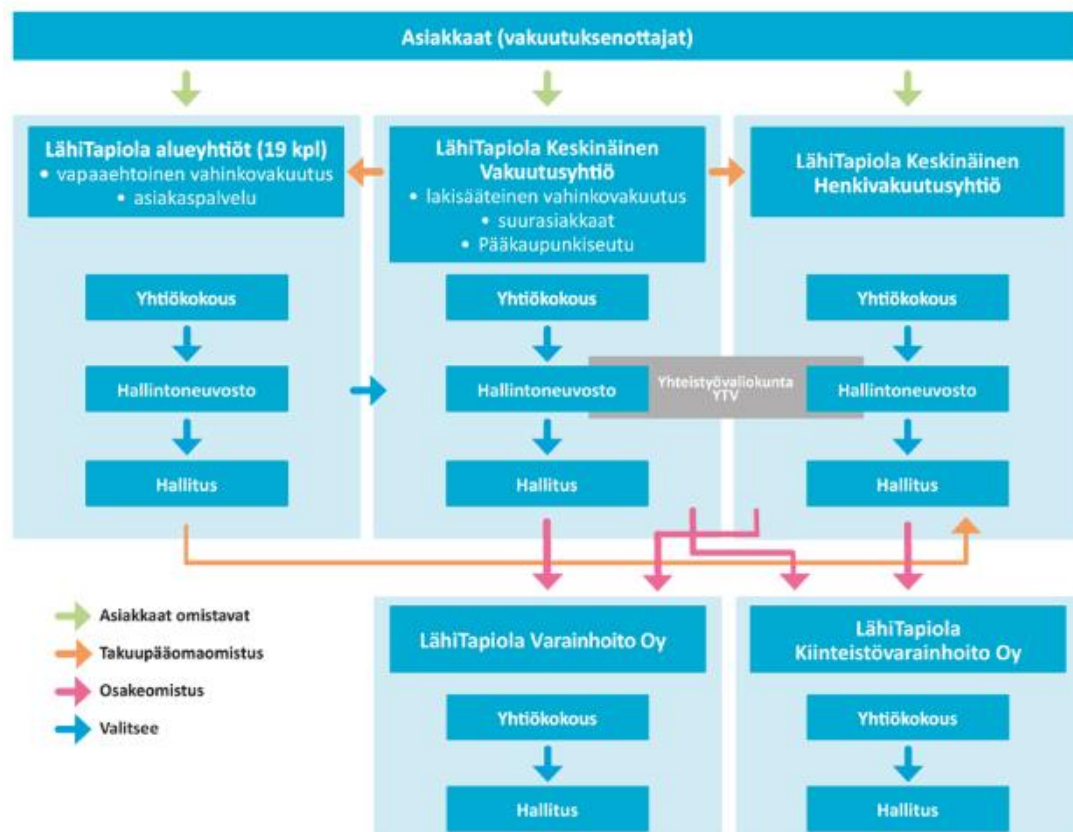 Asiakkaat (vakuutuksenottajat)
LähiTapiola alueyhtiöt (19 kpl)
• vapaaehtoinen vahinkovakuutus
• asiakaspalvelu
LähiTapiola Keskinäinen
Vakuutusyhtiö
• lakisääteinen vahinkovakuutus
• suurasiakkaat
• Pääkaupunkiseutu
LähiTapiola Keskinäinen
Henkivakuutusyhtiö
Yhtiökokous
Yhtiökokous
Yhtiökokous
Hallintoneuvosto
Hallintoneuvosto
Yhteistyövaliokunta
YTV
Hallintoneuvosto
Hallitus
Hallitus
Hallitus
Asiakkaat omistavat
Takuupääomaomistus
Osakeomistus
Valitsee
LähiTapiola Varainhoito Oy
LähiTapiola
Kiinteistövarainhoito Oy
Yhtiökokous
Yhtiökokous
Hallitus
Hallitus